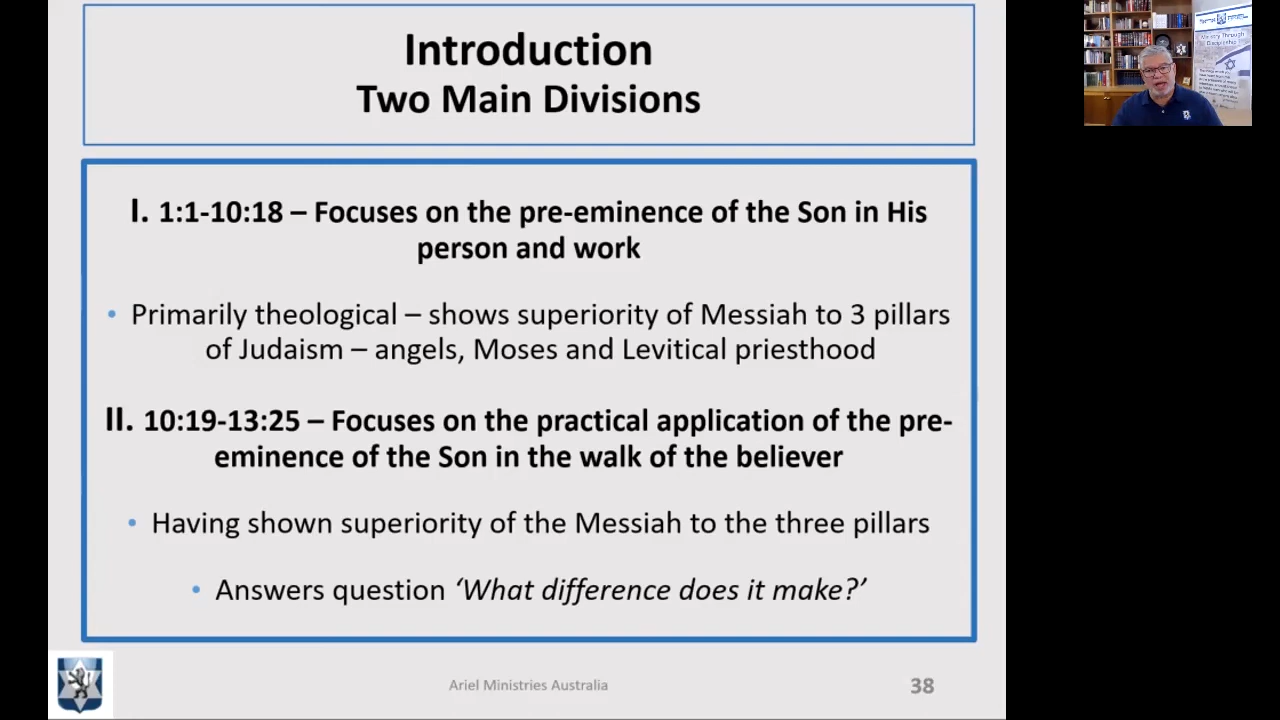 Introduction
Two Main Divisions
I. 1:1-10:18 – Focuses on the pre-eminence of the Son in His
person and work
• Primarily theological – shows superiority of Messiah to 3 pillars
of Judaism – angels, Moses and Levitical priesthood
II. 10:19-13:25 – Focuses on the practical application of the pre-
eminence of the Son in the walk of the believer
• Having shown superiority of the Messiah to the three pillars
• Answers question ‘What difference does it make?’
Ariel Ministries Australia
38
Ministry Through
Discipleship